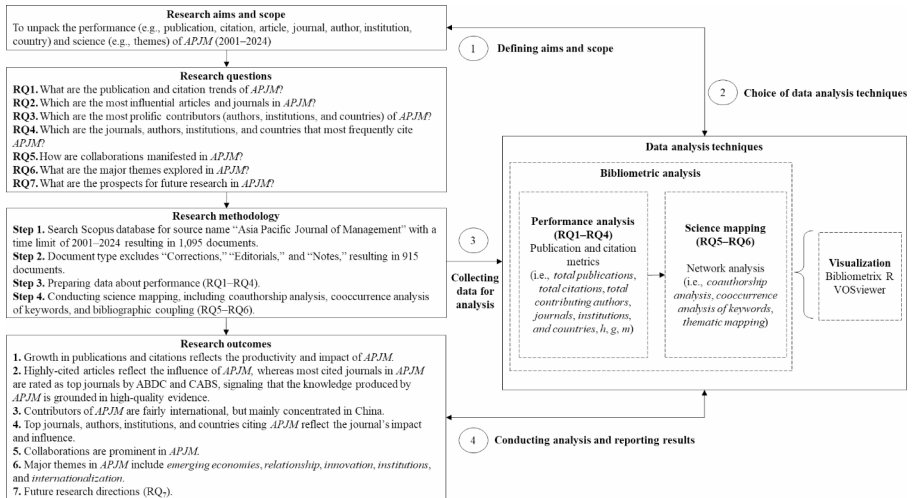 Research aims and scope
To unpack the performance (e.g., publication, citation, article, journal, author, institution,
country) and science (e.g., themes) of APJM (2001–2024)
Research questions
RQ1. What are the publication and citation trends of APJM?
RQ2. Which are the most influential articles and journals in APJM?
RQ3. Which are the most prolific contributors (authors, institutions, and countries) of APJM?
RQ4. Which are the journals, authors, institutions, and countries that most frequently cite
APJM?
RQ5. How are collaborations manifested in APJM?
RQ6. What are the major themes explored in APJM?
RQ7. What are the prospects for future research in APJM?
Research methodology
Step 1. Search Scopus database for source name “Asia Pacific Journal of Management” with a
time limit of 2001–2024 resulting in 1,095 documents.
Step 2. Document type excludes “Corrections,” “Editorials,” and “Notes,” resulting in 915
documents.
Step 3. Preparing data about performance (RQ1–RQ4).
Step 4. Conducting science mapping, including coauthorship analysis, cooccurrence analysis
of keywords, and bibliographic coupling (RQ5–RQ6).
Research outcomes
1. Growth in publications and citations reflects the productivity and impact of APJM.
2. Highly-cited articles reflect the influence of APJM, whereas most cited journals in APJM
are rated as top journals by ABDC and CABS, signaling that the knowledge produced by
APJM is grounded in high-quality evidence.
3. Contributors of APJM are fairly international, but mainly concentrated in China.
4. Top journals, authors, institutions, and countries citing APJM reflect the journal’s impact
and influence.
5. Collaborations are prominent in APJM.
6. Major themes in APJM include emerging economies, relationship, innovation, institutions,
and internationalization.
7. Future research directions (RQ7).
1
Defining aims and scope
2
Choice of data analysis techniques
3
Collecting
data for
analysis
Data analysis techniques
Bibliometric analysis
Performance analysis
(RQ1–RQ4)
Publication and citation
metrics
(i.e., total publications,
total citations, total
contributing authors,
journals, institutions,
and countries, h, g, m)
Science mapping
(RQ5–RQ6)
Network analysis
(i.e., coauthorship
analysis, cooccurrence
analysis of keywords,
thematic mapping)
Visualization
Bibliometrix R
VOSviewer
4
Conducting analysis and reporting results